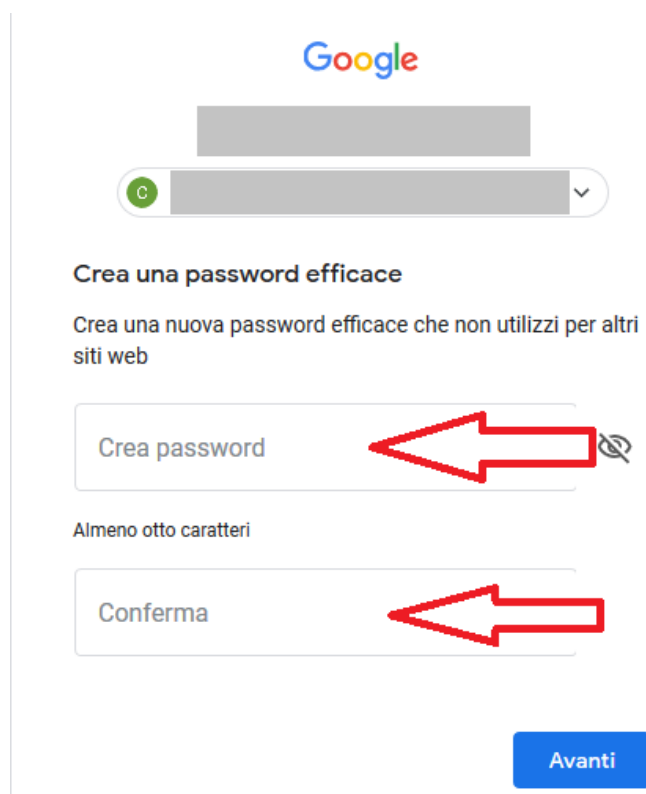 Google
C
Crea una password efficace
Crea una nuova password efficace che non utilizzi per altri
siti web
Crea password
Almeno otto caratteri
Conferma
Avanti